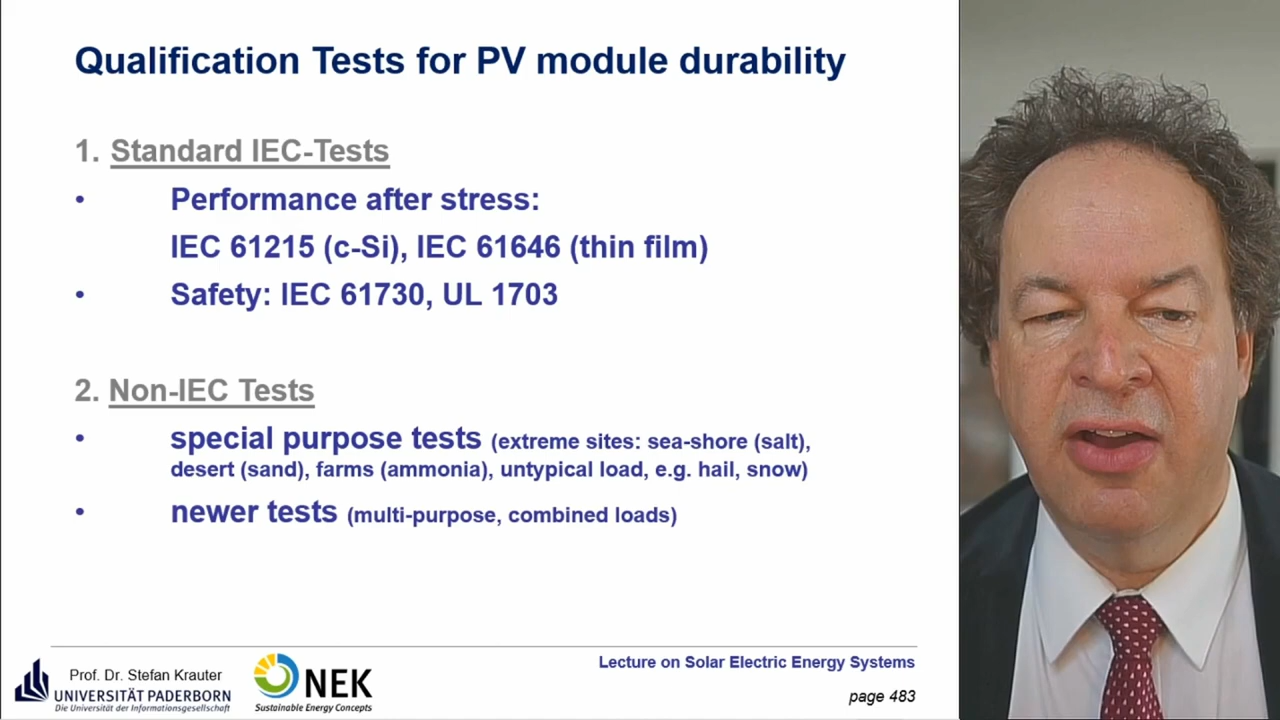 Qualification Tests for PV module durability
1. Standard IEC-Tests
• Performance after stress:
IEC 61215 (c-Si), IEC 61646 (thin film)
• Safety: IEC 61730, UL 1703
2. Non-IEC Tests
• special purpose tests (extreme sites: sea-shore (salt),
desert (sand), farms (ammonia), untypical load, e.g. hail, snow)
• newer tests (multi-purpose, combined loads)
Prof. Dr. Stefan Krauter
UNIVERSITÄT PADERBORN
Die Universität der Informationsgesellschaft
NEK
Sustainable Energy Concepts
Lecture on Solar Electric Energy Systems
page 483